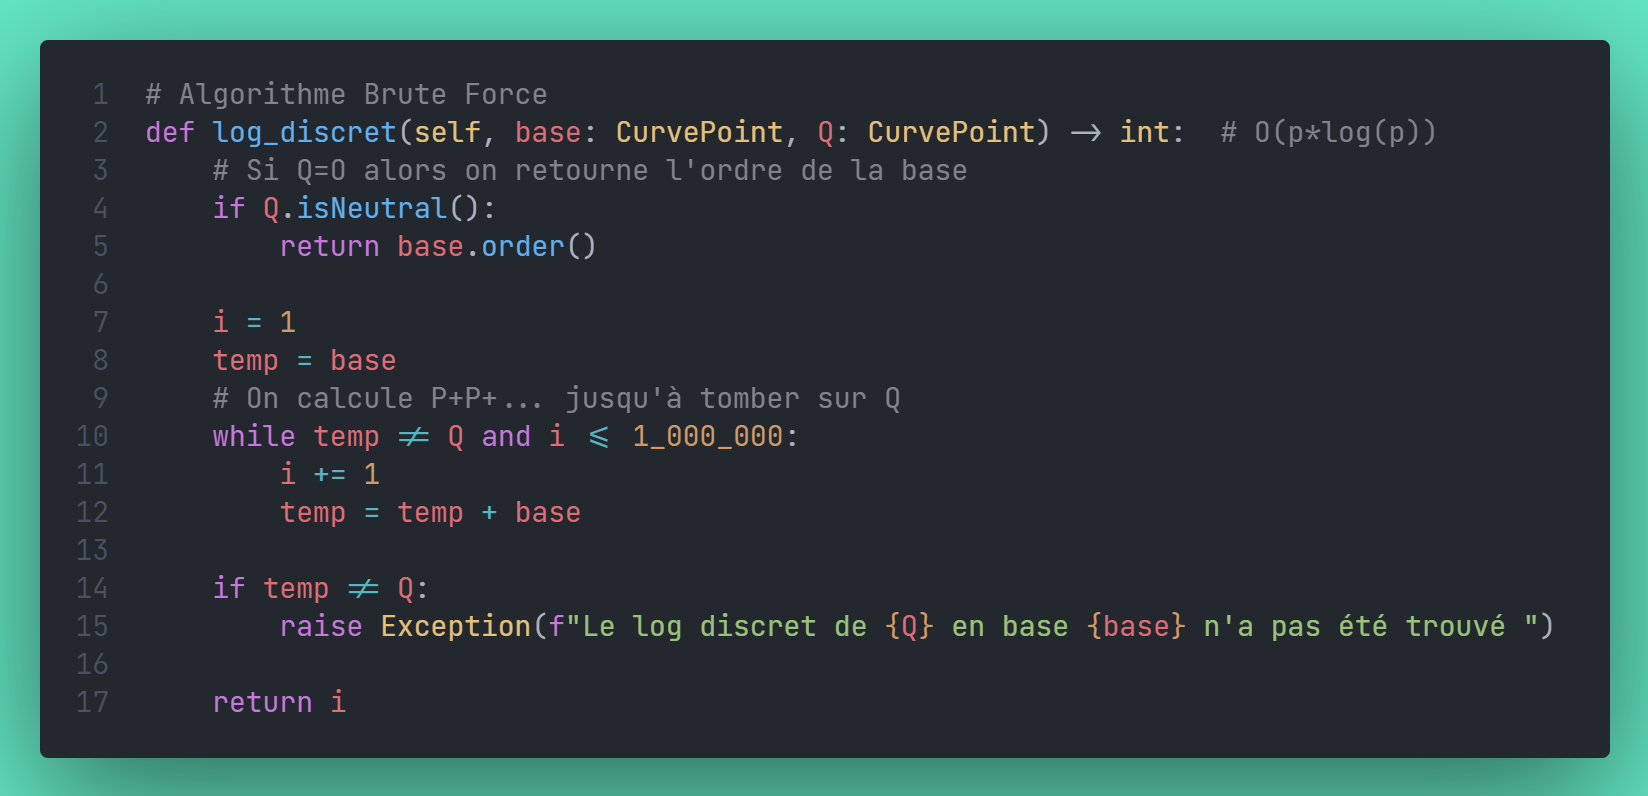 1 # Algorithme Brute Force
2 def log_discret(self, base: CurvePoint, Q: CurvePoint) -> int:  # O(p*log(p))
3     # Si Q=O alors on retourne l'ordre de la base
4     if Q.isNeutral():
5         return base.order()
6
7     i = 1
8     temp = base
9     # On calcule P+P+... jusqu'à tomber sur Q
10     while temp != Q and i <= 1_000_000:
11         i += 1
12         temp = temp + base
13
14     if temp != Q:
15         raise Exception(f"Le log discret de {Q} en base {base} n'a pas été trouvé ")
16
17     return i